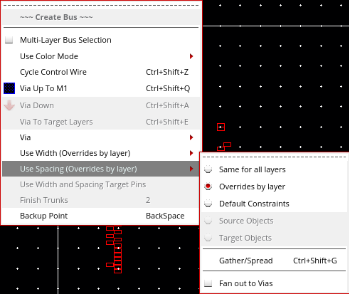 ~~~ Create Bus ~~~
Multi-Layer Bus Selection
Use Color Mode
Cycle Control Wire Ctrl+Shift+Z
Via Up To M1 Ctrl+Shift+Q
Via Down Ctrl+Shift+A
Via To Target Layers Ctrl+Shift+E
Via
Use Width (Overrides by layer)
Use Spacing (Overrides by layer)
Use Width and Spacing Target Pins
Finish Trunks 2
Backup Point BackSpace
Same for all layers
Overrides by layer
Default Constraints
Source Objects
Target Objects
Gather/Spread Ctrl+Shift+G
Fan out to Vias